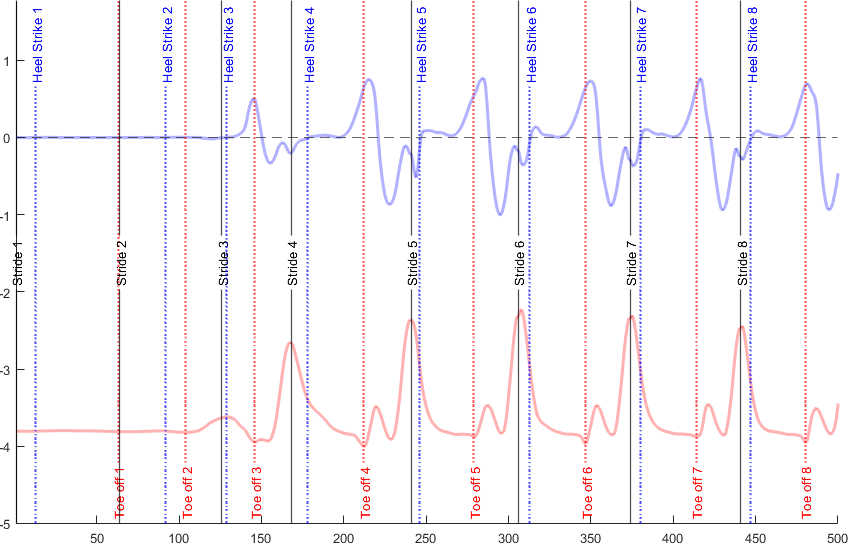 Heel Strike 1
Heel Strike 2
Heel Strike 3
Heel Strike 4
Heel Strike 5
Heel Strike 6
Heel Strike 7
Heel Strike 8
1
0
-1
-2
-3
-4
-5
Stride 1
Stride 2
Stride 3
Stride 4
Stride 5
Stride 6
Stride 7
Stride 8
Toe off 1
Toe off 2
Toe off 3
Toe off 4
Toe off 5
Toe off 6
Toe off 7
Toe off 8
50
100
150
200
250
300
350
400
450
500